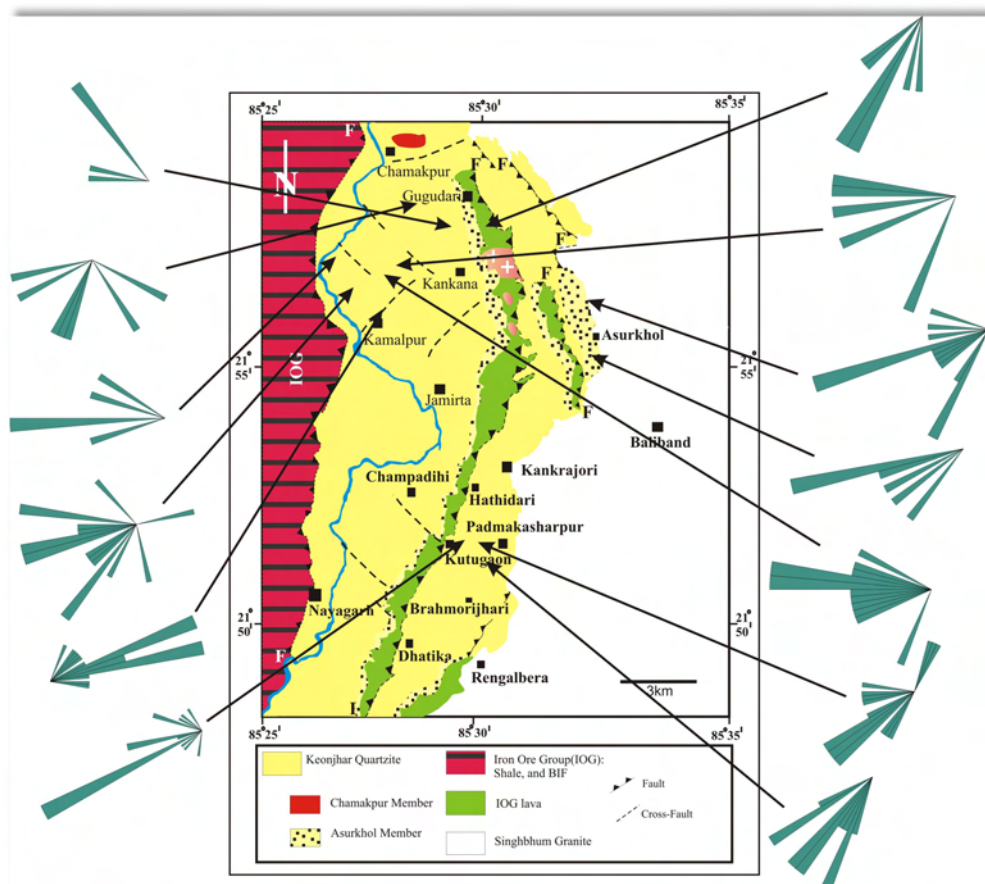 85°25' 85°30' 85°35'
F
Chamakpur
F F
N
Gugudari
F
Kankana
F
Asurkhol
Kamalpur
IOG
21°55' 21°55'
Jamirta
F
Baliband
Champadihi
Kankrajori
Hathidari
Padmakasharpur
Kutugaon
Nayagarh
Brahmorijhari
21°50' 21°50'
Dhatika
F
Rengalbera
3km
F
85°25' 85°30' 85°35'
Keonjhar Quartzite
Iron Ore Group(IOG):
Shale, and BIF
Fault
Chamakpur Member
IOG lava
Cross-Fault
Asurkhol Member
Singhbhum Granite